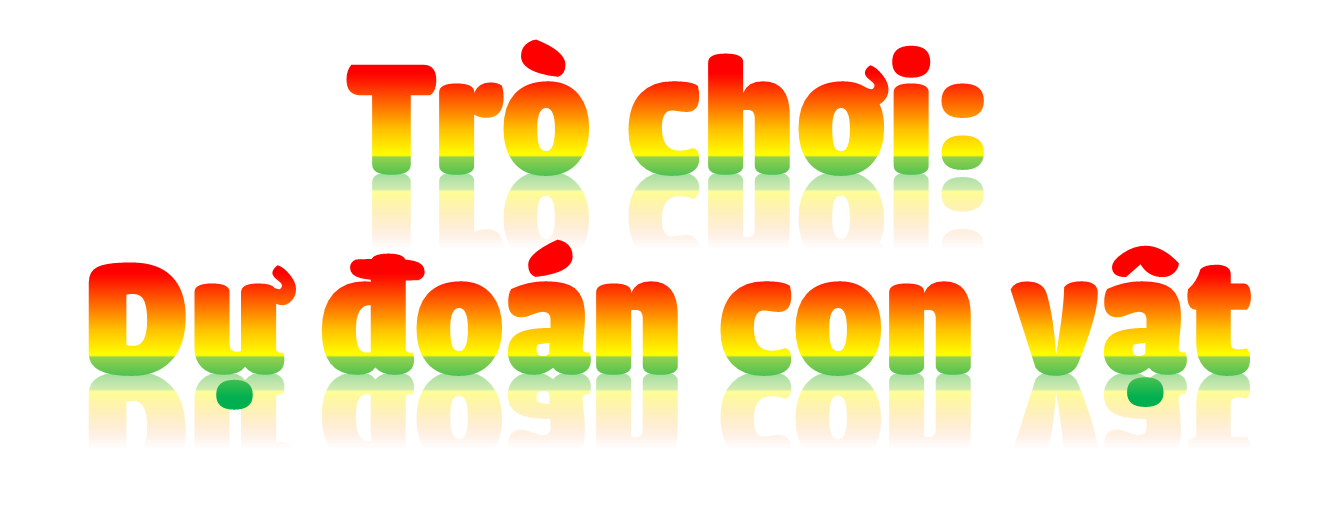 Trò chơi:
Dự đoán con vật